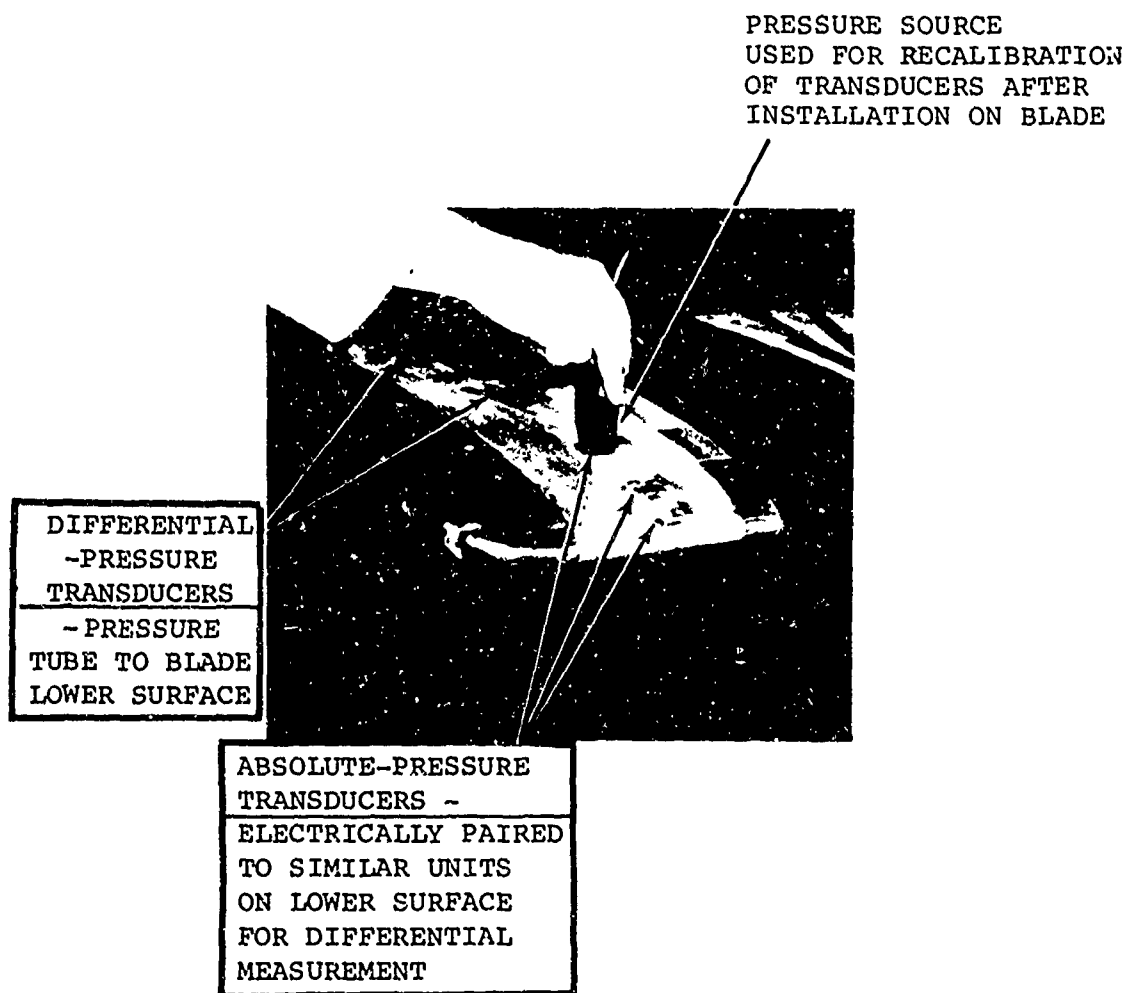 PRESSURE SOURCE
USED FOR RECALIBRATION
OF TRANSDUCERS AFTER
INSTALLATION ON BLADE
DIFFERENTIAL
-PRESSURE
TRANSDUCERS
-PRESSURE
TUBE TO BLADE
LOWER SURFACE
ABSOLUTE-PRESSURE
TRANSDUCERS -
ELECTRICALLY PAIRED
TO SIMILAR UNITS
ON LOWER SURFACE
FOR DIFFERENTIAL
MEASUREMENT